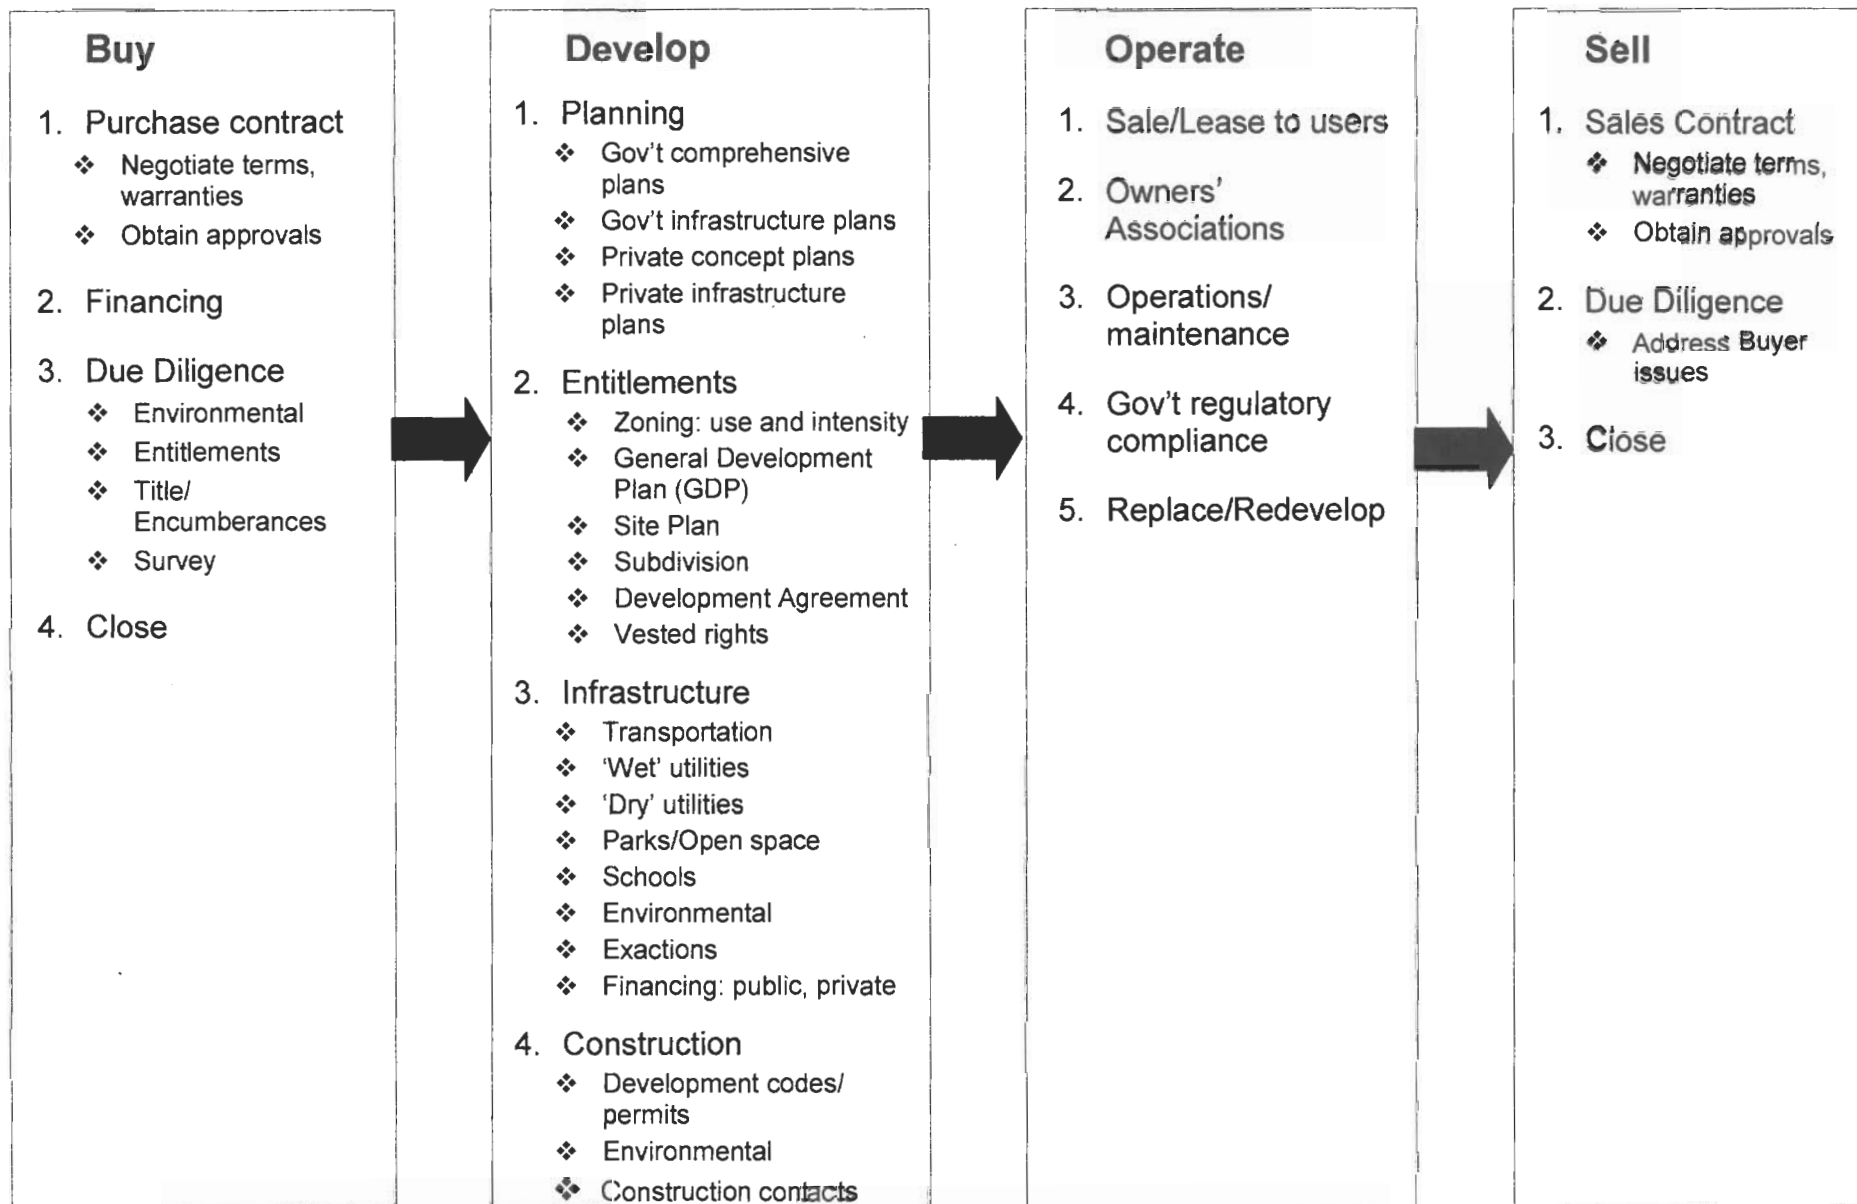 Buy
1. Purchase contract
❖ Negotiate terms,
warranties
❖ Obtain approvals
2. Financing
3. Due Diligence
❖ Environmental
❖ Entitlements
❖ Title/
Encumberances
❖ Survey
4. Close
Develop
1. Planning
❖ Gov't comprehensive
plans
❖ Gov't infrastructure plans
❖ Private concept plans
❖ Private infrastructure
plans
2. Entitlements
❖ Zoning: use and intensity
❖ General Development
Plan (GDP)
❖ Site Plan
❖ Subdivision
❖ Development Agreement
❖ Vested rights
3. Infrastructure
❖ Transportation
❖ 'Wet' utilities
❖ 'Dry' utilities
❖ Parks/Open space
❖ Schools
❖ Environmental
❖ Exactions
❖ Financing: public, private
4. Construction
❖ Development codes/
permits
❖ Environmental
❖ Construction contacts
Operate
1. Sale/Lease to users
2. Owners'
Associations
3. Operations/
maintenance
4. Gov't regulatory
compliance
5. Replace/Redevelop
Sell
1. Sales Contract
❖ Negotiate terms,
warranties
❖ Obtain approvals
2. Due Diligence
❖ Address Buyer
issues
3. Close